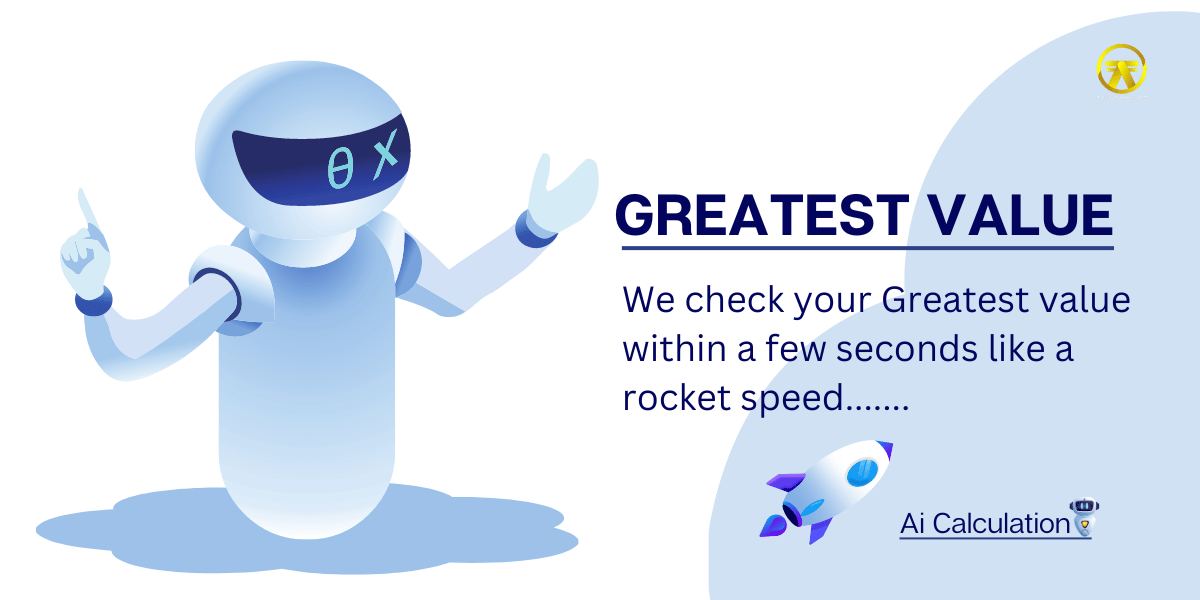 θ x
GREATEST VALUE
We check your Greatest value
within a few seconds like a
rocket speed.......
Ai Calculation